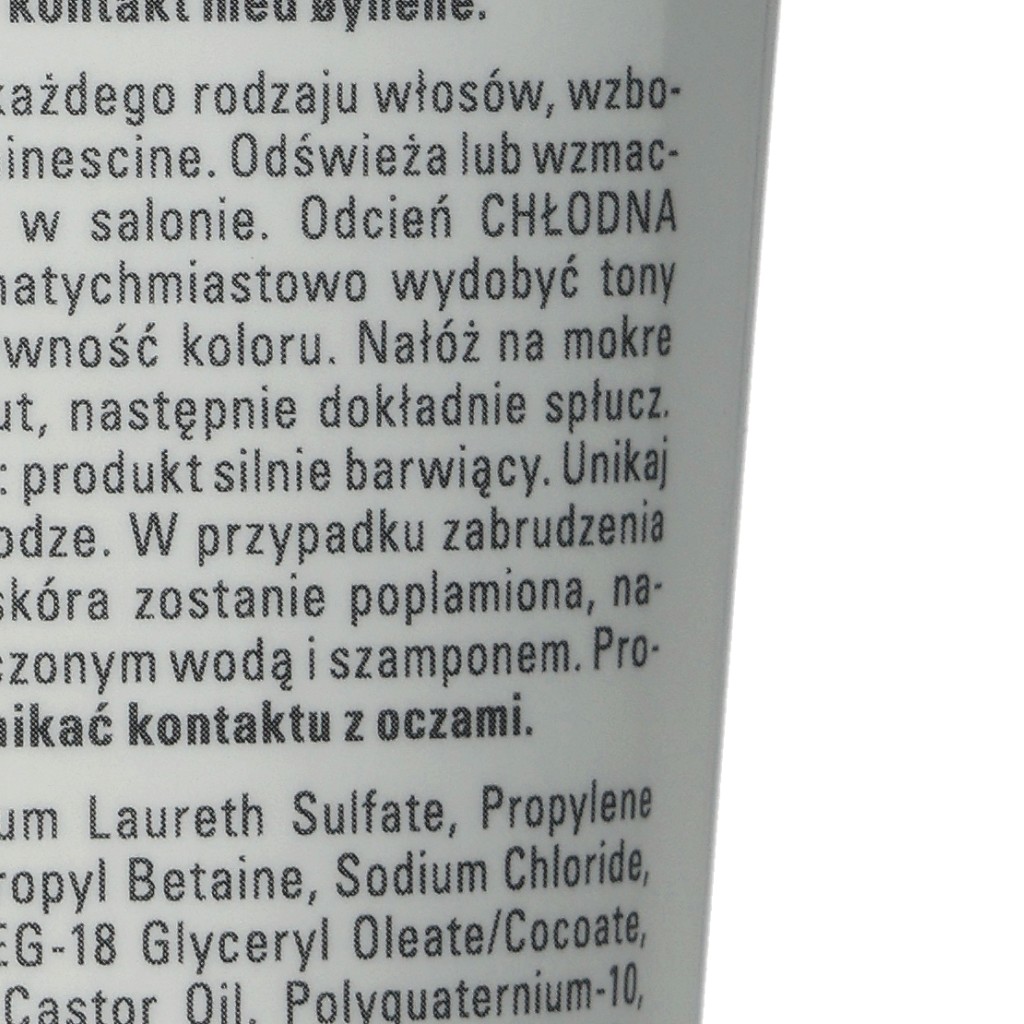 kontakt med øynene.
każdego rodzaju włosów, wzbo-
inescine. Odświeża lub wzmac-
w salonie. Odcień CHŁODNA
natychmiastowo wydobyć tony
wność koloru. Nałóż na mokre
ut, następnie dokładnie spłucz.
: produkt silnie barwiący. Unikaj
odze. W przypadku zabrudzenia
skóra zostanie poplamiona, na-
czonym wodą i szamponem. Pro-
nikać kontaktu z oczami.
um Laureth Sulfate, Propylene
ropyl Betaine, Sodium Chloride,
EG-18 Glyceryl Oleate/Cocoate,
Castor Oil, Polyquaternium-10,